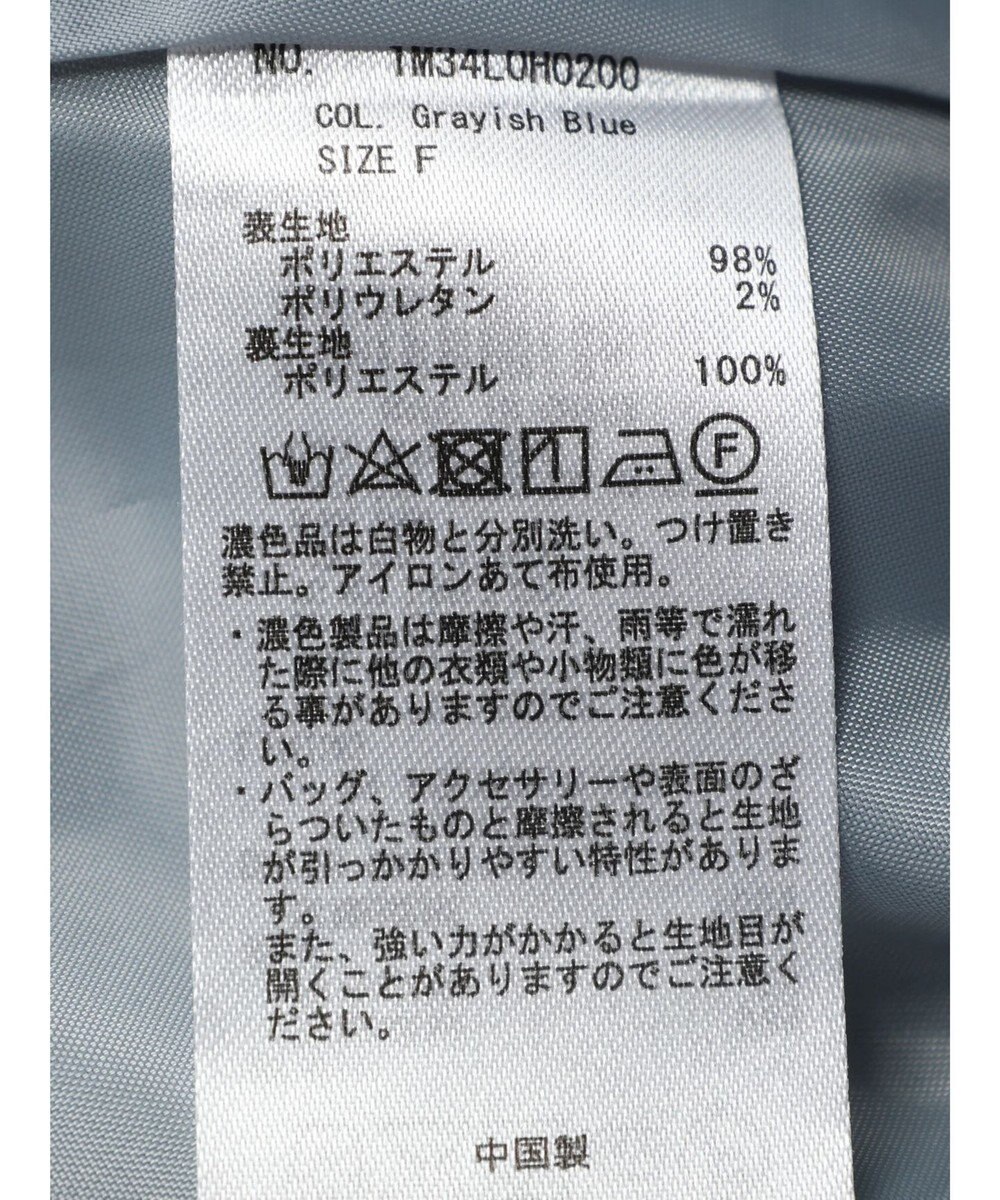 NO. 1M34L0H0200
COL. Grayish Blue
SIZE F
表生地
ポリエステル 98%
ポリウレタン 2%
裏生地
ポリエステル 100%
F
濃色品は白物と分別洗い。つけ置き
禁止。アイロンあて布使用。
・濃色製品は摩擦や汗、雨等で濡れ
た際に他の衣類や小物類に色が移
る事がありますのでご注意くださ
い。
・バッグ、アクセサリーや表面のざ
らついたものと摩擦されると生地
が引っかかりやすい特性がありま
す。
また、強い力がかかると生地目が
開くことがありますのでご注意く
ださい。
中国製